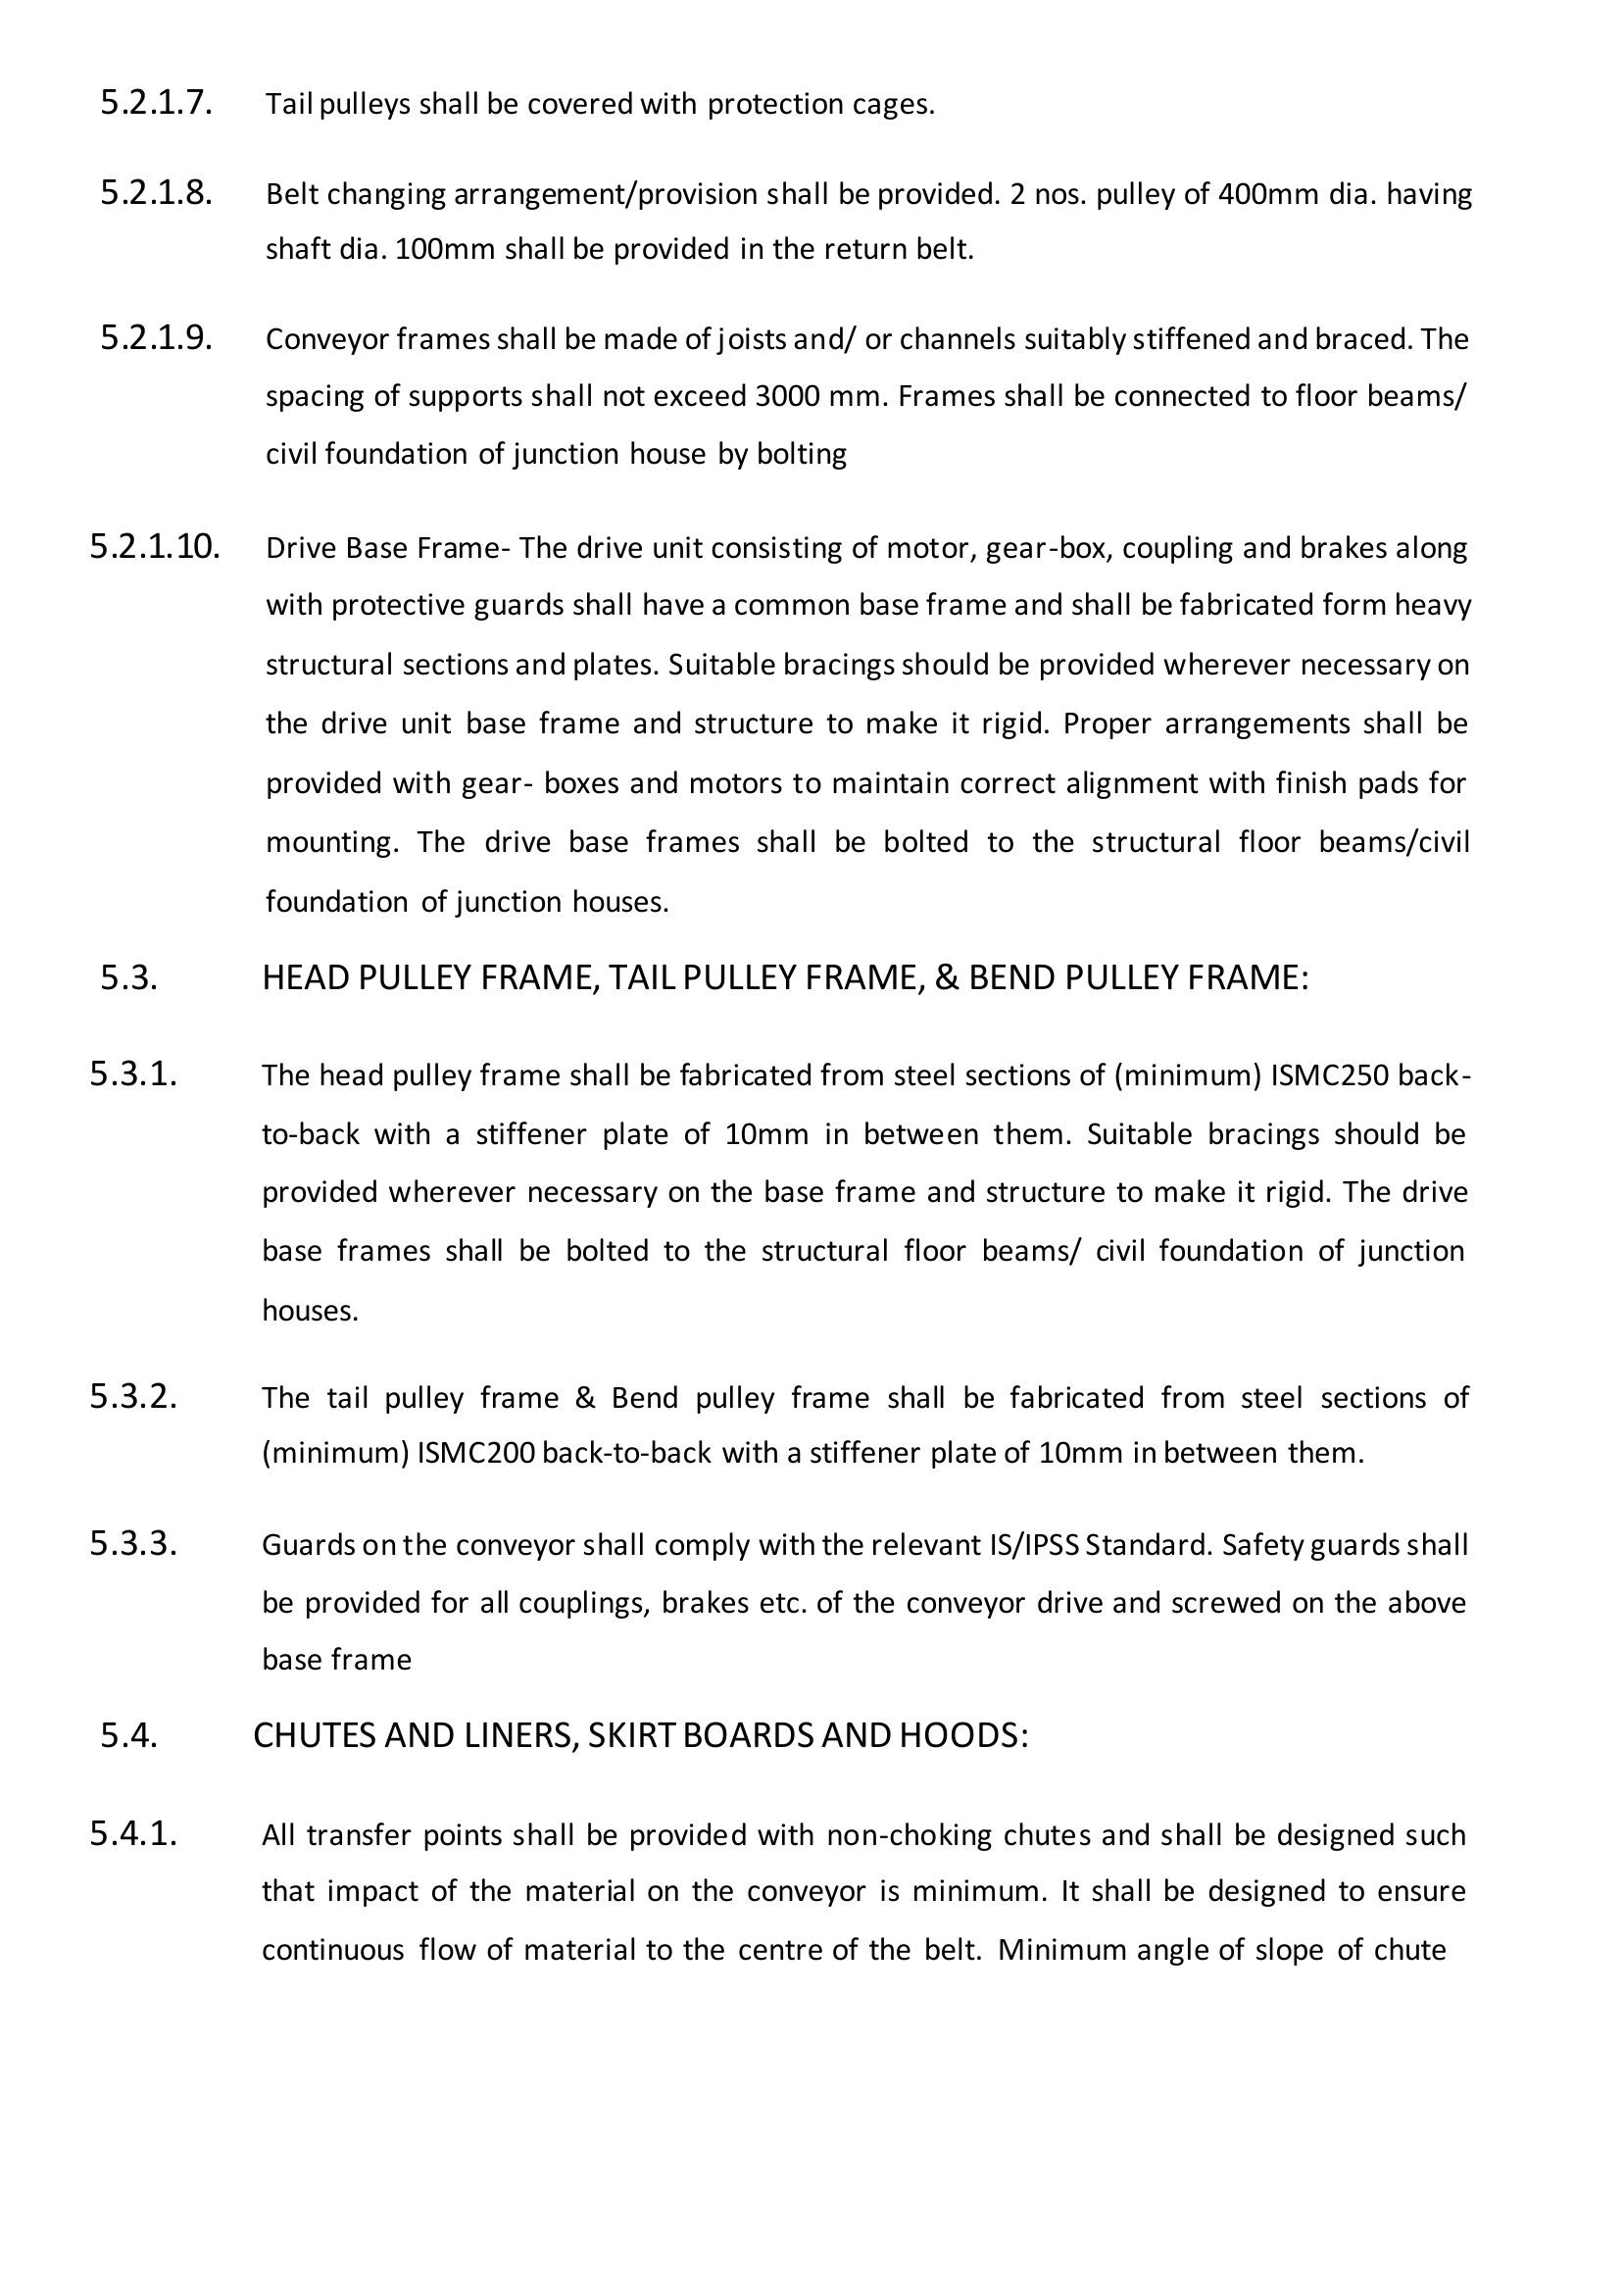 5.2.1.7. Tail pulleys shall be covered with protection cages.
5.2.1.8. Belt changing arrangement/provision shall be provided. 2 nos. pulley of 400mm dia. having
shaft dia. 100mm shall be provided in the return belt.
5.2.1.9. Conveyor frames shall be made of joists and/ or channels suitably stiffened and braced. The
spacing of supports shall not exceed 3000 mm. Frames shall be connected to floor beams/
civil foundation of junction house by bolting
5.2.1.10. Drive Base Frame- The drive unit consisting of motor, gear-box, coupling and brakes along
with protective guards shall have a common base frame and shall be fabricated form heavy
structural sections and plates. Suitable bracings should be provided wherever necessary on
the drive unit base frame and structure to make it rigid. Proper arrangements shall be
provided with gear- boxes and motors to maintain correct alignment with finish pads for
mounting. The drive base frames shall be bolted to the structural floor beams/civil
foundation of junction houses.
5.3. HEAD PULLEY FRAME, TAIL PULLEY FRAME, & BEND PULLEY FRAME:
5.3.1. The head pulley frame shall be fabricated from steel sections of (minimum) ISMC250 back-
to-back with a stiffener plate of 10mm in between them. Suitable bracings should be
provided wherever necessary on the base frame and structure to make it rigid. The drive
base frames shall be bolted to the structural floor beams/ civil foundation of junction
houses.
5.3.2. The tail pulley frame & Bend pulley frame shall be fabricated from steel sections of
(minimum) ISMC200 back-to-back with a stiffener plate of 10mm in between them.
5.3.3. Guards on the conveyor shall comply with the relevant IS/IPSS Standard. Safety guards shall
be provided for all couplings, brakes etc. of the conveyor drive and screwed on the above
base frame
5.4. CHUTES AND LINERS, SKIRT BOARDS AND HOODS:
5.4.1. All transfer points shall be provided with non-choking chutes and shall be designed such
that impact of the material on the conveyor is minimum. It shall be designed to ensure
continuous flow of material to the centre of the belt. Minimum angle of slope of chute